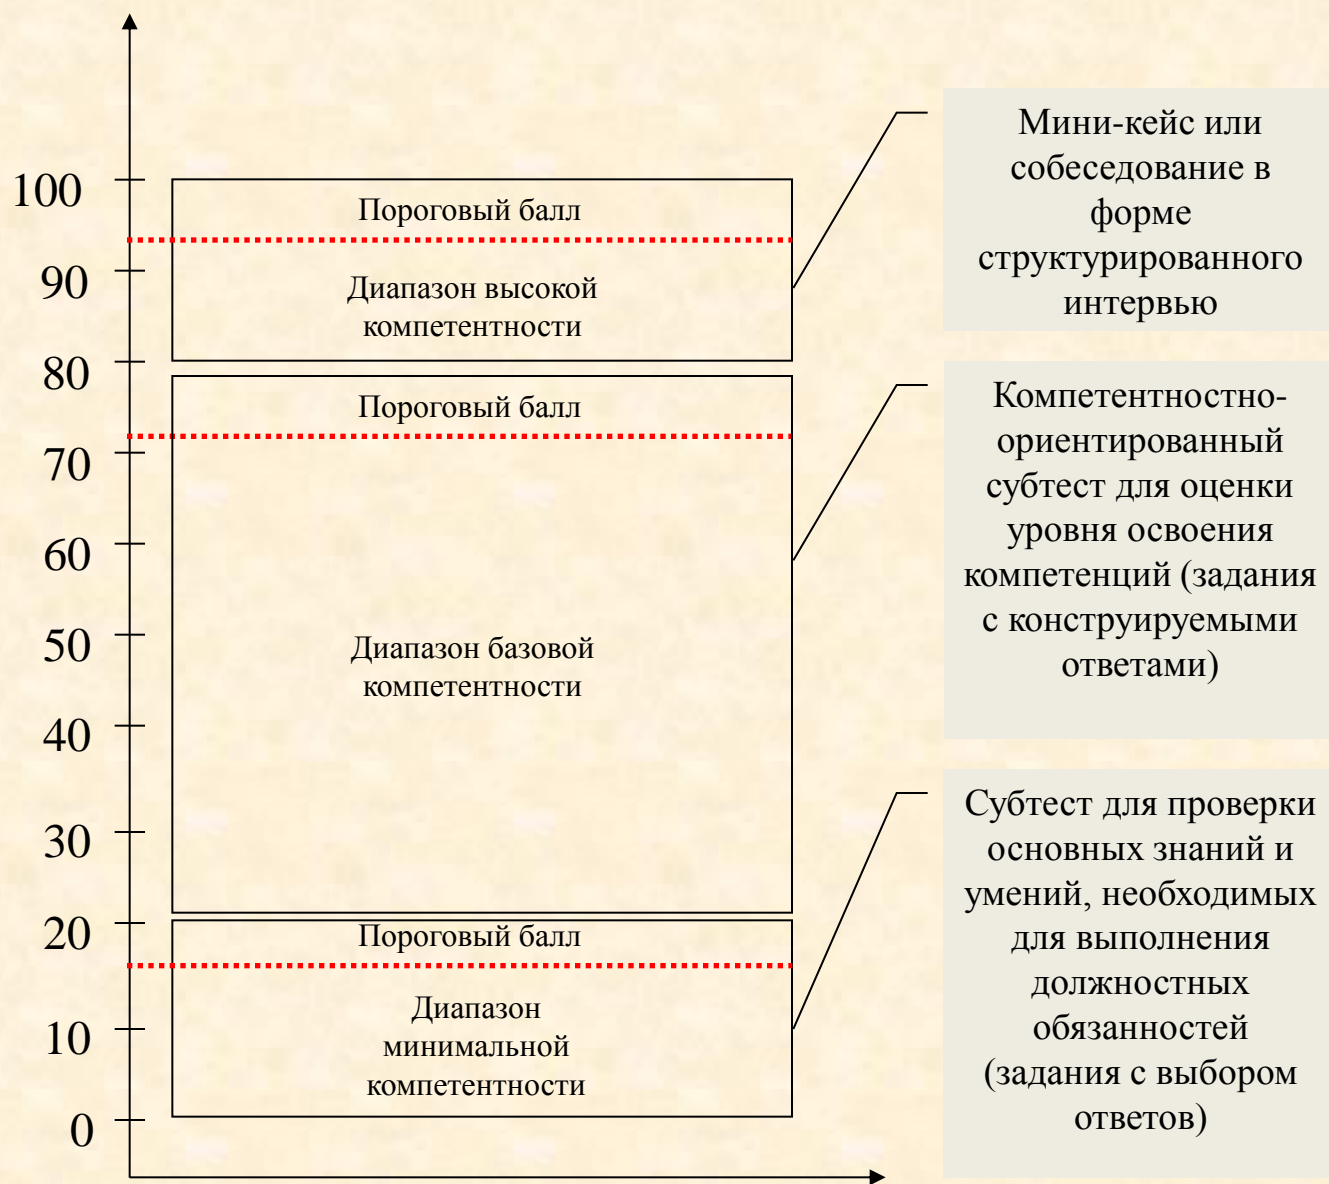 100
90
80
70
60
50
40
30
20
10
0
Пороговый балл
Диапазон высокой
компетентности
Пороговый балл
Диапазон базовой
компетентности
Пороговый балл
Диапазон
минимальной
компетентности
Мини-кейс или
собеседование в
форме
структурированного
интервью
Компетентностно-
ориентированный
субтест для оценки
уровня освоения
компетенций (задания
с конструируемыми
ответами)
Субтест для проверки
основных знаний и
умений, необходимых
для выполнения
должностных
обязанностей
(задания с выбором
ответов)